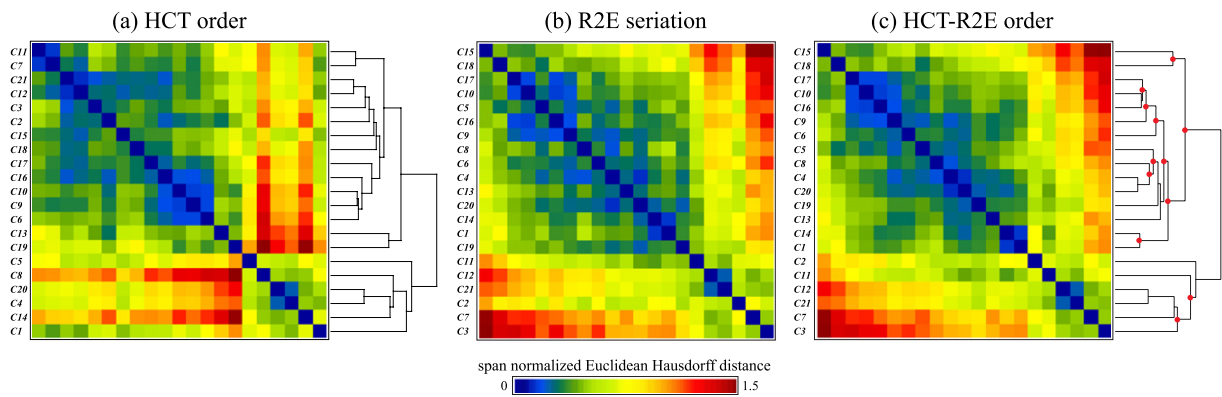 (a) HCT order
C11
C7
C21
C12
C3
C2
C15
C18
C17
C16
C10
C9
C6
C13
C19
C5
C8
C20
C4
C14
C1
(b) R2E seriation
C15
C18
C17
C10
C5
C16
C9
C8
C6
C4
C13
C20
C14
C1
C19
C11
C12
C21
C2
C7
C3
(c) HCT-R2E order
C15
C18
C17
C10
C16
C9
C6
C5
C8
C4
C20
C19
C13
C14
C1
C2
C11
C12
C21
C7
C3
span normalized Euclidean Hausdorff distance
0 1.5